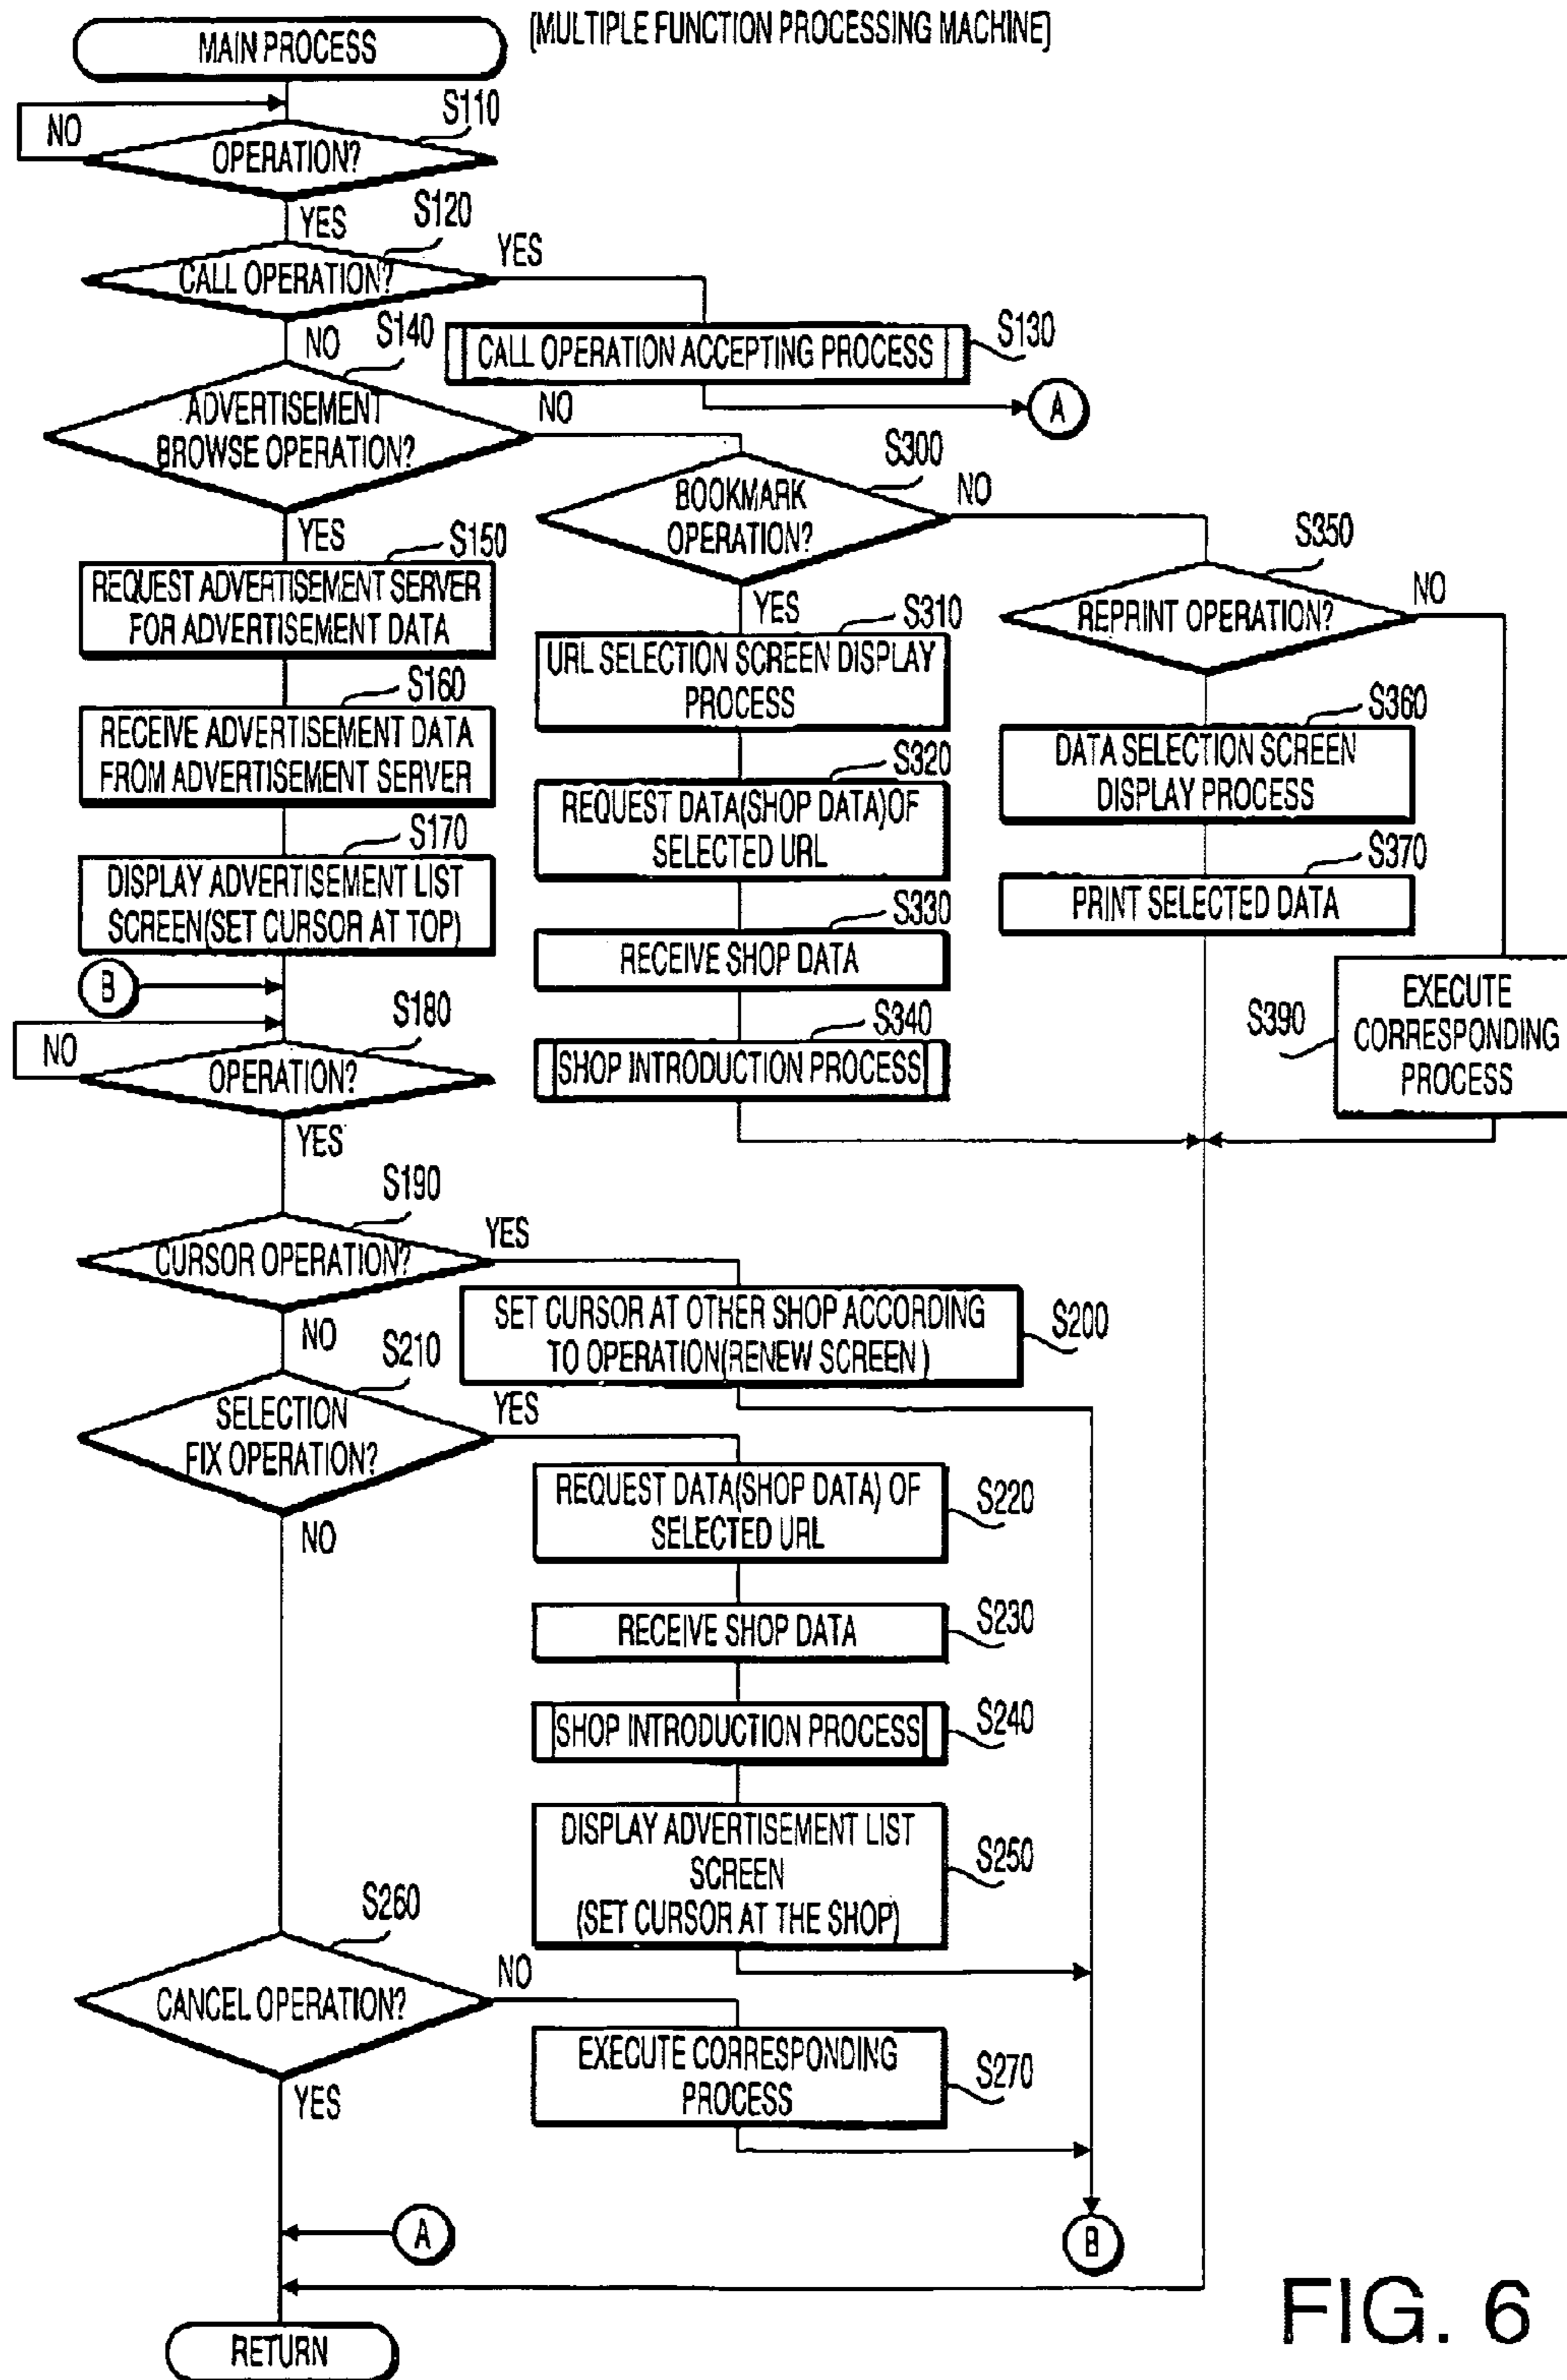 MAIN PROCESS
[MULTIPLE FUNCTION PROCESSING MACHINE]
NO
S110
OPERATION?
YES
S120
CALL OPERATION?
YES
NO
S130
CALL OPERATION ACCEPTING PROCESS
A
S140
ADVERTISEMENT
BROWSE OPERATION?
NO
YES
S150
REQUEST ADVERTISEMENT SERVER
FOR ADVERTISEMENT DATA
S160
RECEIVE ADVERTISEMENT DATA
FROM ADVERTISEMENT SERVER
S170
DISPLAY ADVERTISEMENT LIST
SCREEN(SET CURSOR AT TOP)
B
S300
BOOKMARK
OPERATION?
NO
YES
S310
URL SELECTION SCREEN DISPLAY
PROCESS
S320
REQUEST DATA(SHOP DATA)OF
SELECTED URL
S330
RECEIVE SHOP DATA
S340
SHOP INTRODUCTION PROCESS
S350
REPRINT OPERATION?
NO
S360
DATA SELECTION SCREEN
DISPLAY PROCESS
S370
PRINT SELECTED DATA
S390
EXECUTE
CORRESPONDING
PROCESS
S180
NO
OPERATION?
YES
S190
CURSOR OPERATION?
YES
NO
S200
SET CURSOR AT OTHER SHOP ACCORDING
TO OPERATION(RENEW SCREEN )
S210
SELECTION
FIX OPERATION?
YES
NO
S220
REQUEST DATA(SHOP DATA) OF
SELECTED URL
S230
RECEIVE SHOP DATA
S240
SHOP INTRODUCTION PROCESS
S250
DISPLAY ADVERTISEMENT LIST
SCREEN
(SET CURSOR AT THE SHOP)
S260
CANCEL OPERATION?
NO
YES
S270
EXECUTE CORRESPONDING
PROCESS
A
B
RETURN
FIG. 6